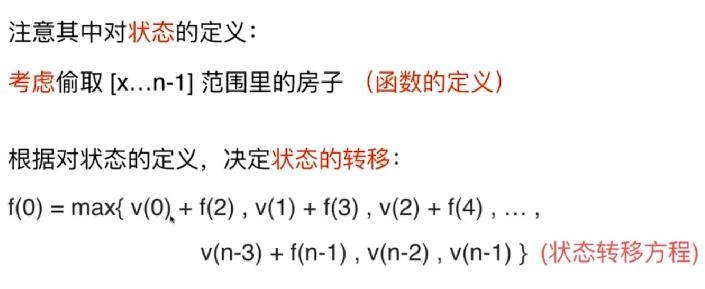 注意其中对状态的定义：
考虑偷取 [x...n-1] 范围里的房子 （函数的定义）
根据对状态的定义，决定状态的转移：
f(0) = max{ v(0) + f(2) , v(1) + f(3) , v(2) + f(4) , … ,
v(n-3) + f(n-1) , v(n-2) , v(n-1) } (状态转移方程)